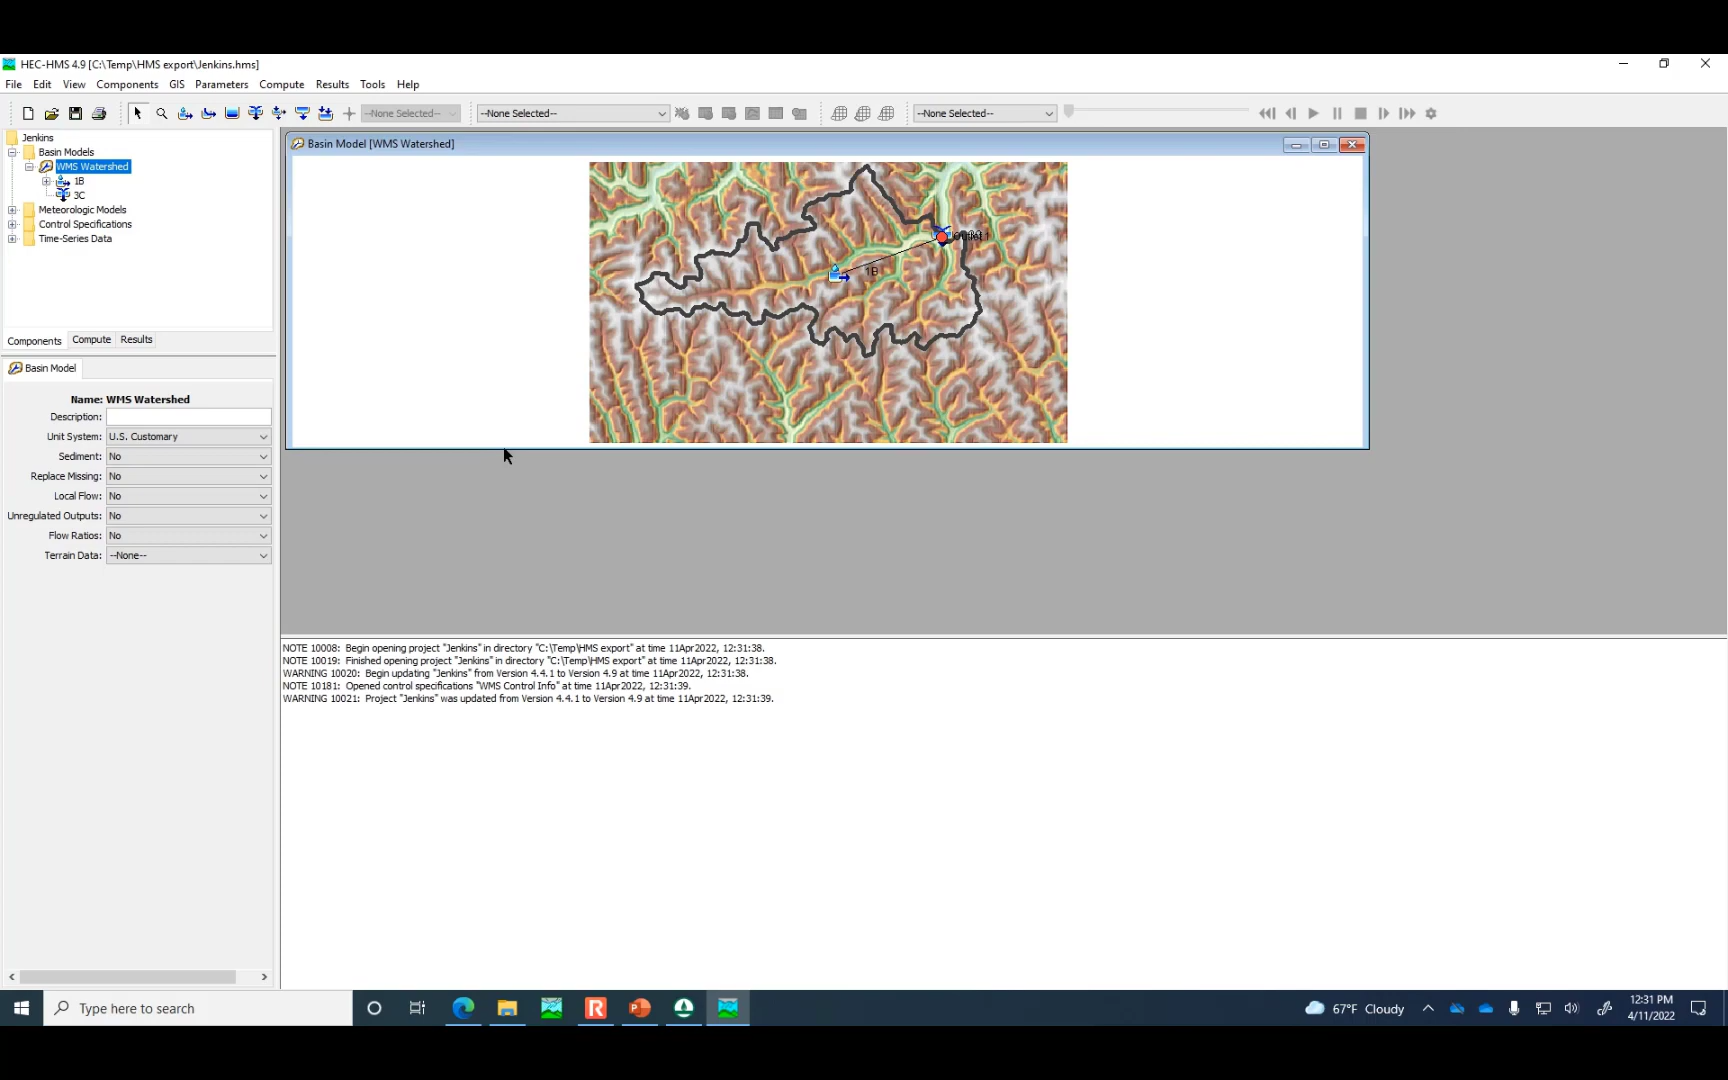 HEC-HMS 4.9 [C:\Temp\HMS export\Jenkins.hms]
File Edit View Components GIS Parameters Compute Results Tools Help
--None Selected-- --None Selected-- --None Selected--
Jenkins
Basin Models
WMS Watershed
1B
3C
Meteorologic Models
Control Specifications
Time-Series Data
Components Compute Results
Basin Model [WMS Watershed]
1B
Basin Model
Name: WMS Watershed
Description:
Unit System: U.S. Customary
Sediment: No
Replace Missing: No
Local Flow: No
Unregulated Outputs: No
Flow Ratios: No
Terrain Data: --None--
NOTE 10008: Begin opening project "Jenkins" in directory "C:\Temp\HMS export" at time 11Apr2022, 12:31:38.
NOTE 10019: Finished opening project "Jenkins" in directory "C:\Temp\HMS export" at time 11Apr2022, 12:31:38.
WARNING 10020: Begin updating "Jenkins" from Version 4.4.1 to Version 4.9 at time 11Apr2022, 12:31:38.
NOTE 10181: Opened control specifications "WMS Control Info" at time 11Apr2022, 12:31:39.
WARNING 10021: Project "Jenkins" was updated from Version 4.4.1 to Version 4.9 at time 11Apr2022, 12:31:39.
Type here to search
67°F Cloudy
12:31 PM
4/11/2022